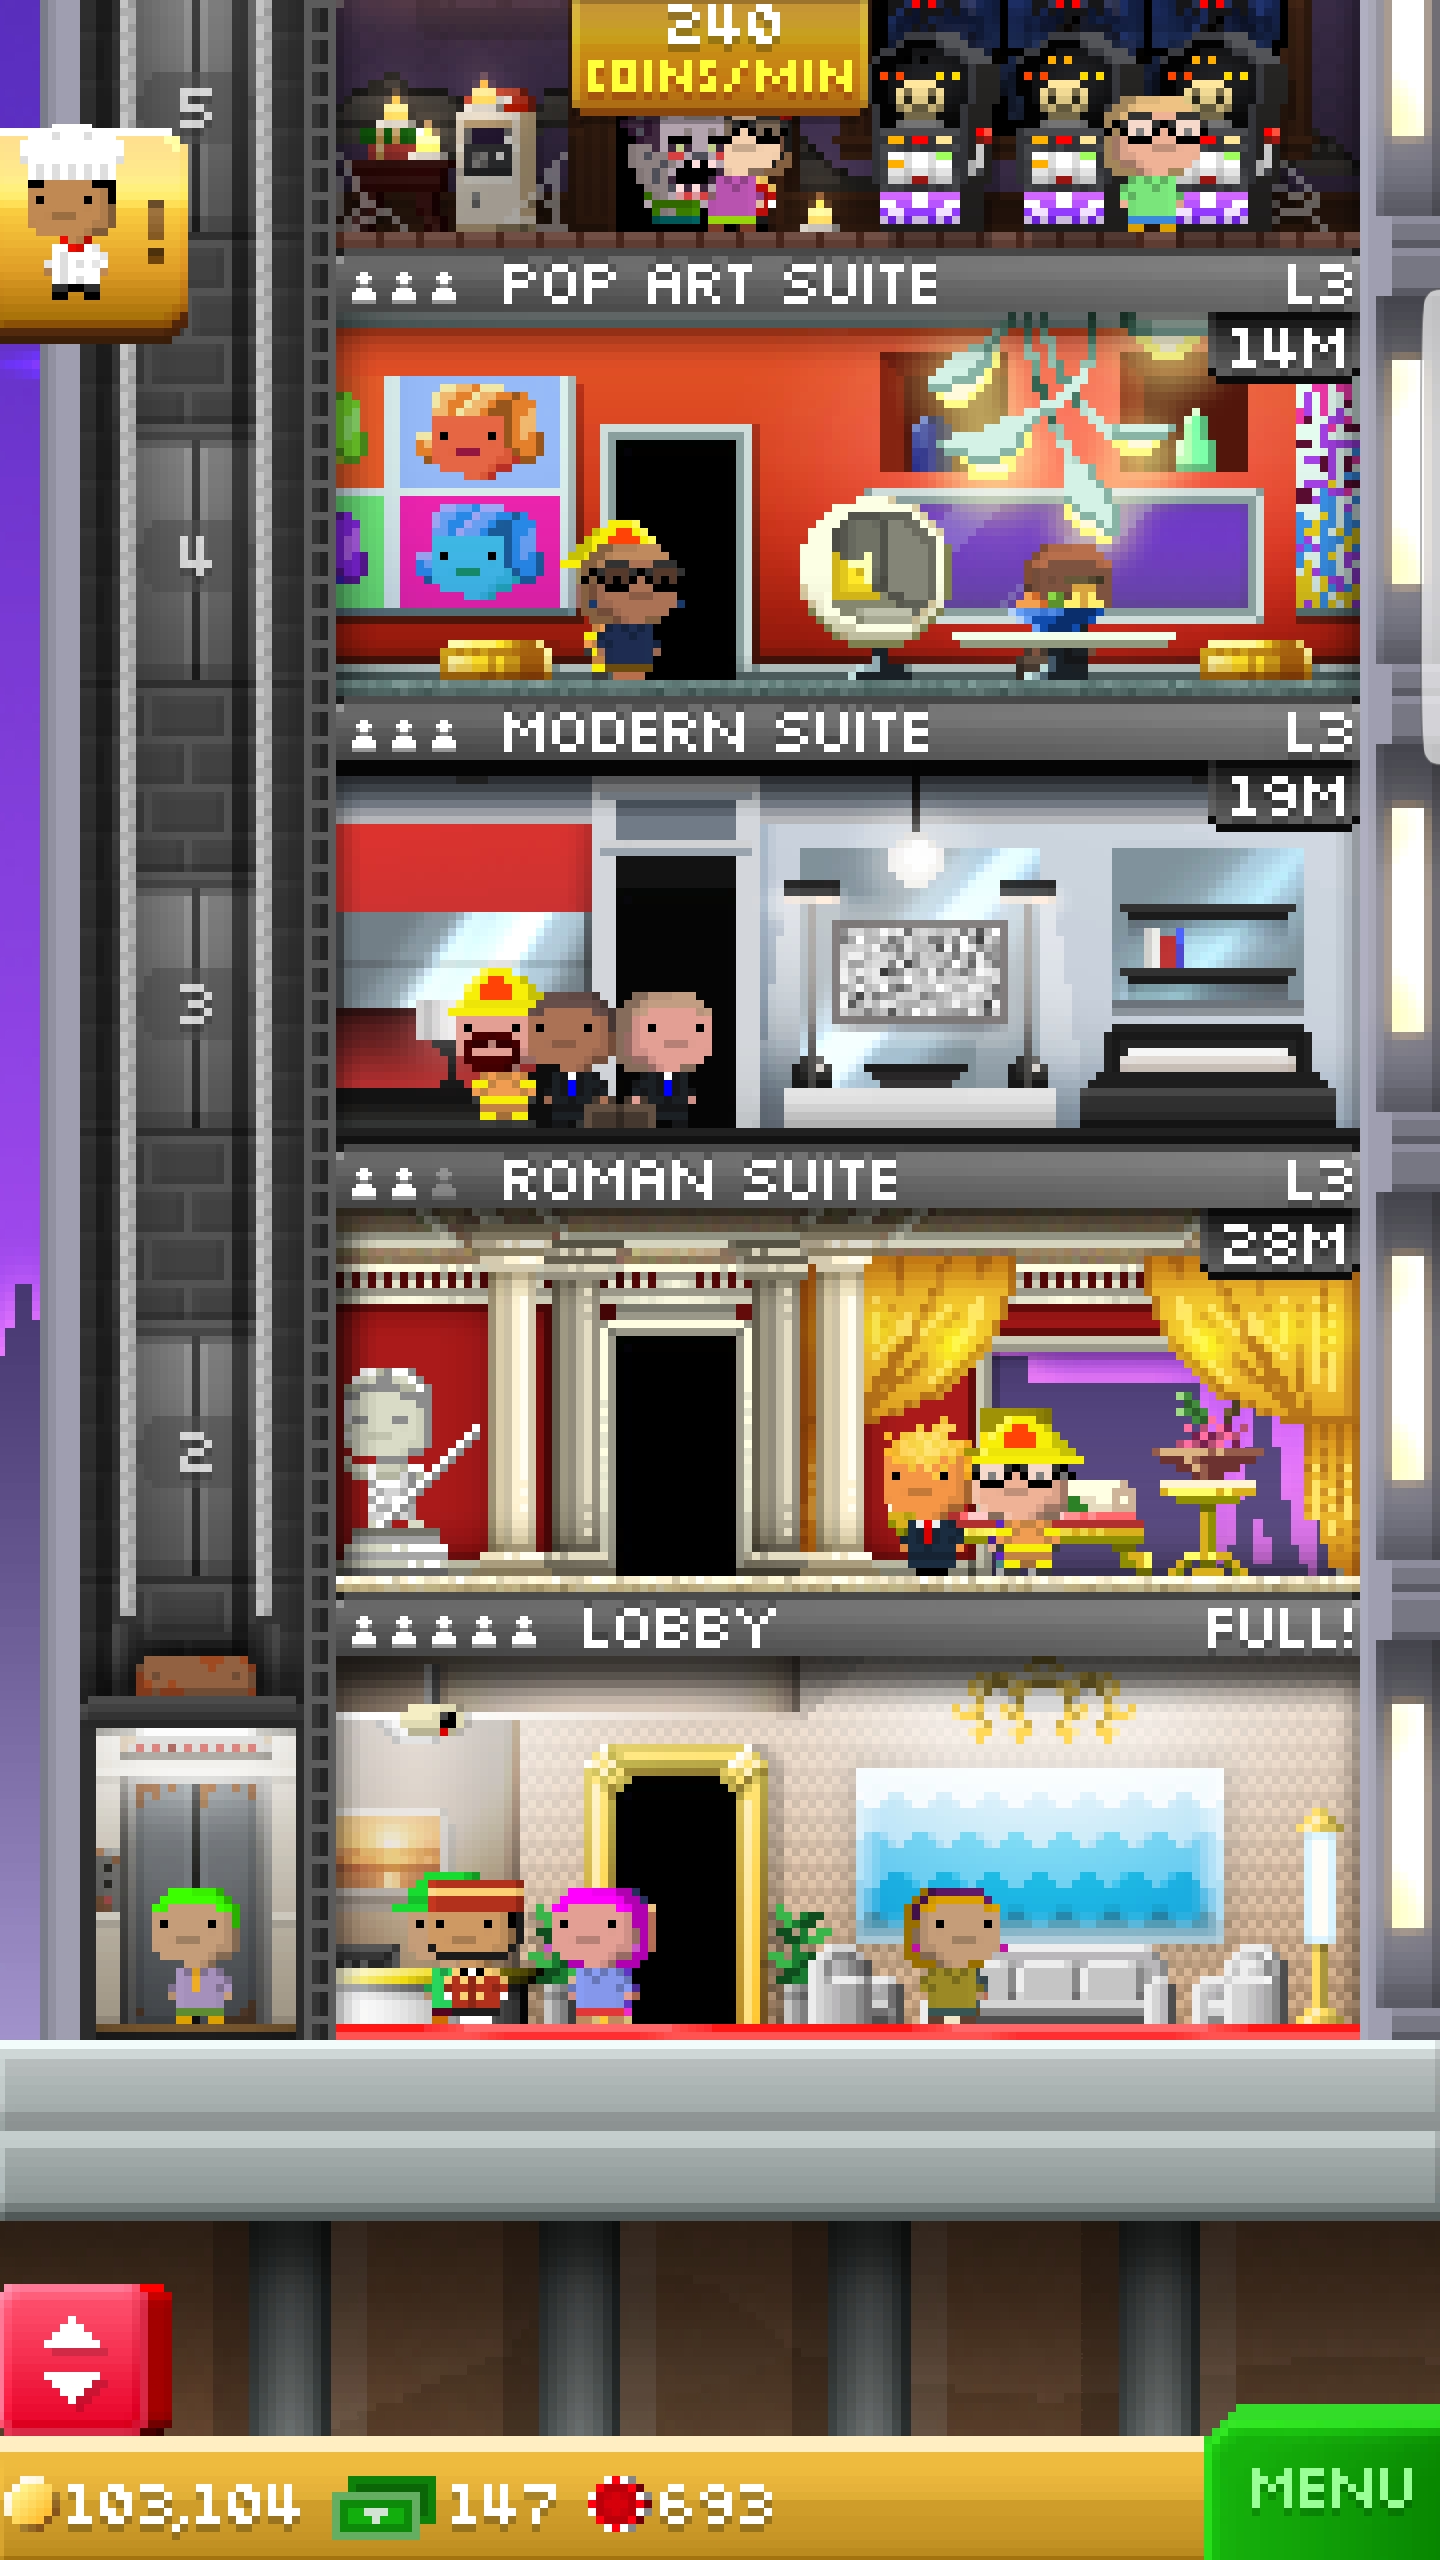 240
COINS/MIN
5
!
POP ART SUITE L3
14M
4
MODERN SUITE L3
19M
3
ROMAN SUITE L3
28M
2
LOBBY FULL!
103,104 147 693 MENU